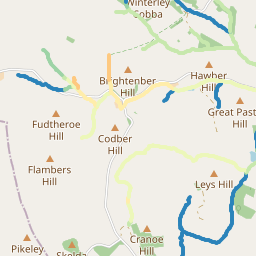 Winterley
Cobba
Brightenber
Hill
Hawber
Hill
Great Past
Hill
Fudtheroe
Hill
Codber
Hill
Flambers
Hill
Leys Hill
Pikeley
Skelda
Cranoe
Hill